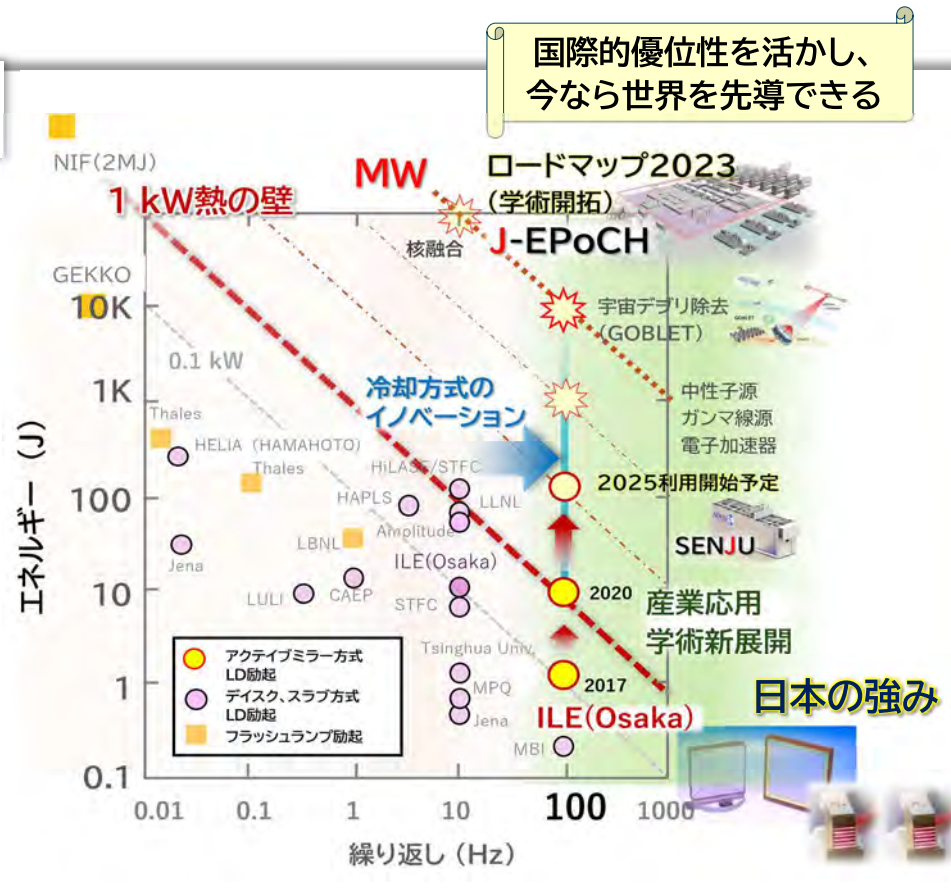 国際的優位性を活かし、
今なら世界を先導できる
NIF(2MJ)
1 kW熱の壁
MW
ロードマップ2023
(学術開拓)
J-EPoCH
核融合
GEKKO
10K
宇宙デブリ除去
(GOBLET)
0.1 kW
1K
冷却方式の
イノベーション
中性子源
ガンマ線源
電子加速器
Thales
HELIA (HAMAHOTO)
Thales
HiLASE/STFC
2025利用開始予定
100
HAPLS
LLNL
Amplitude
SENJU
LBNL
Jena
ILE(Osaka)
10
LULI
CAEP
STFC
2020
産業応用
学術新展開
エネルギー (J)
アクテイブミラー方式
LD励起
デイスク、スラブ方式
LD励起
フラッシュランプ励起
Tsinghua Univ.
1
MPQ
2017
Jena
ILE(Osaka)
日本の強み
MBI
0.1
0.01
0.1
1
10
100
1000
繰り返し (Hz)